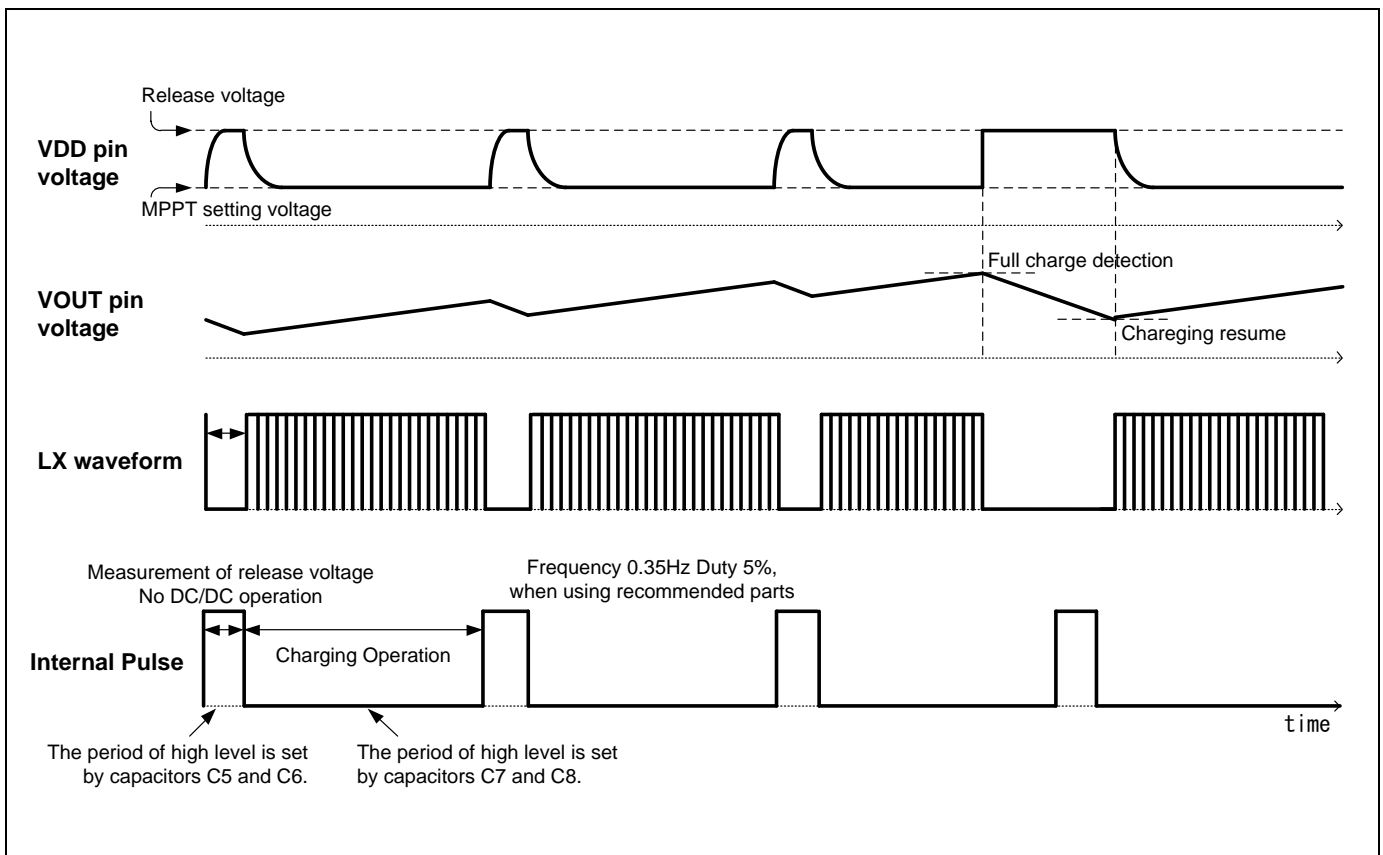 Release voltage
VDD pin
voltage
MPPT setting voltage
Full charge detection
VOUT pin
voltage
Chareging resume
LX waveform
Measurement of release voltage
No DC/DC operation
Frequency 0.35Hz Duty 5%,
when using recommended parts
Internal Pulse
Charging Operation
time
The period of high level is set
by capacitors C5 and C6.
The period of high level is set
by capacitors C7 and C8.